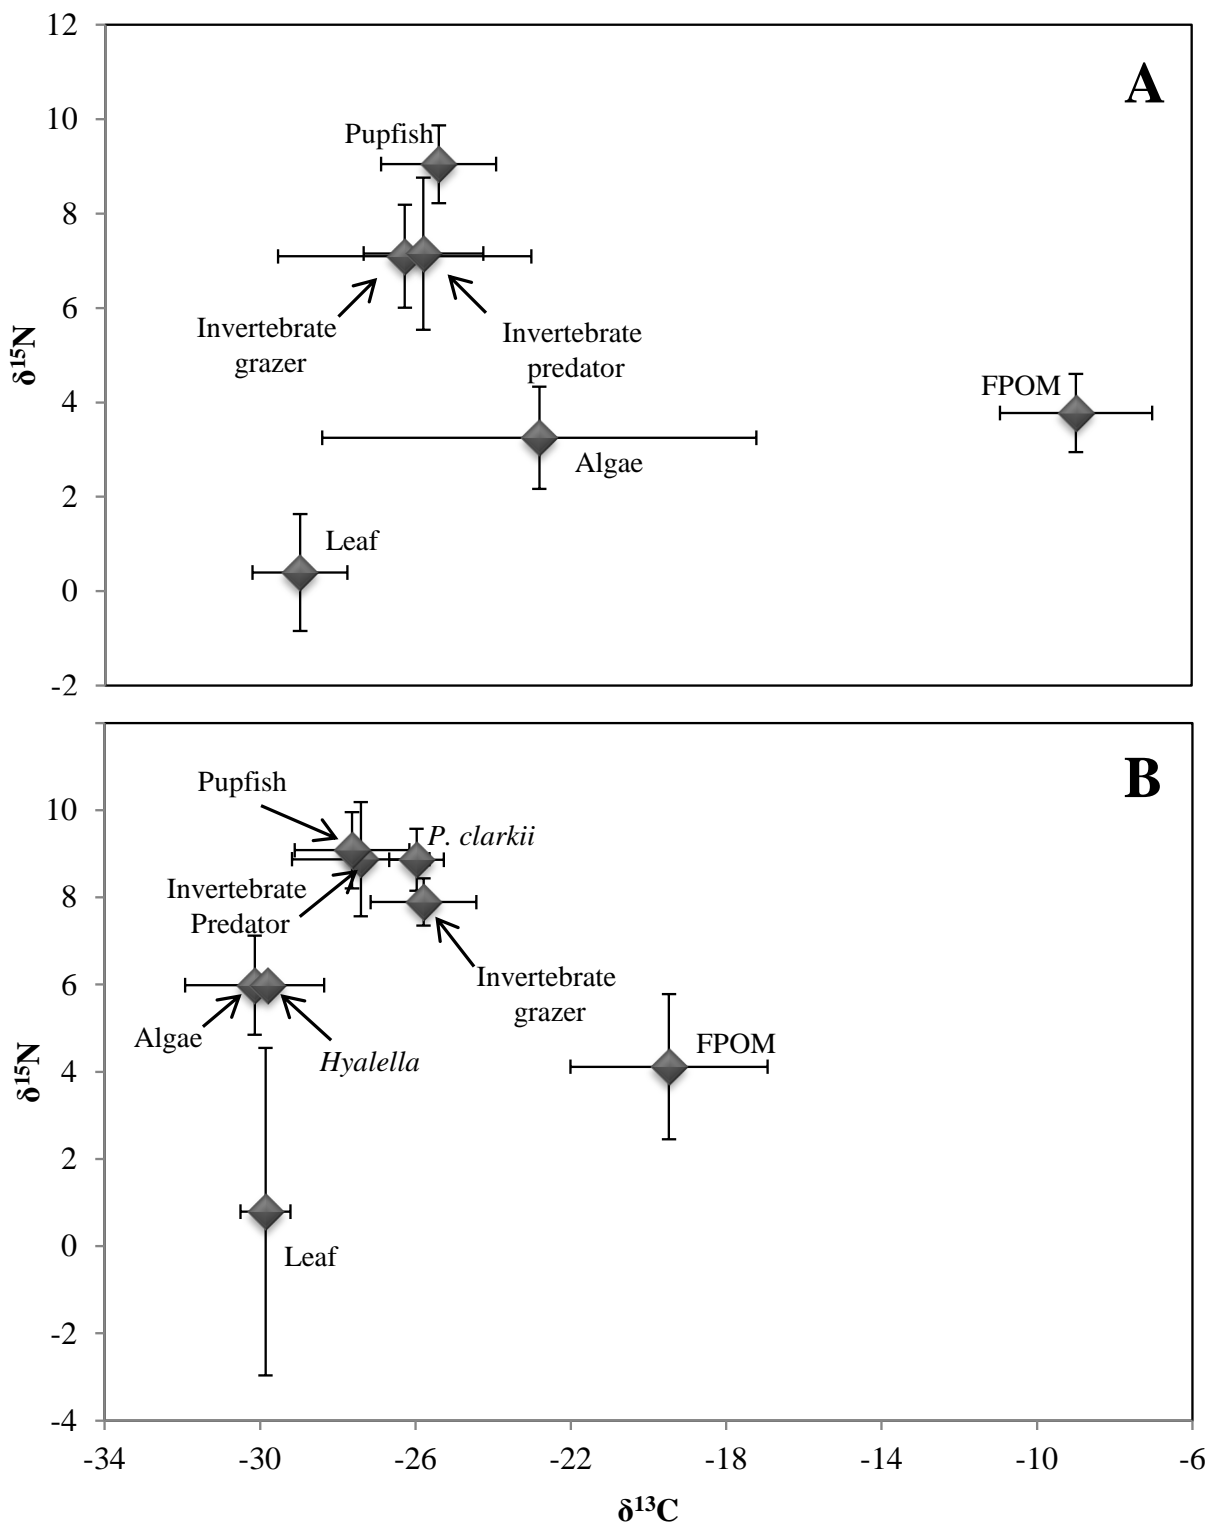 12
10
8
6
4
2
0
-2
δ15N
A
Pupfish
Invertebrate
grazer
Invertebrate
predator
FPOM
Algae
Leaf
10
8
6
4
2
0
-2
-4
δ15N
B
Pupfish
P. clarkii
Invertebrate
Predator
Invertebrate
grazer
Algae
Hyalella
FPOM
Leaf
-34 -30 -26 -22 -18 -14 -10 -6
δ13C